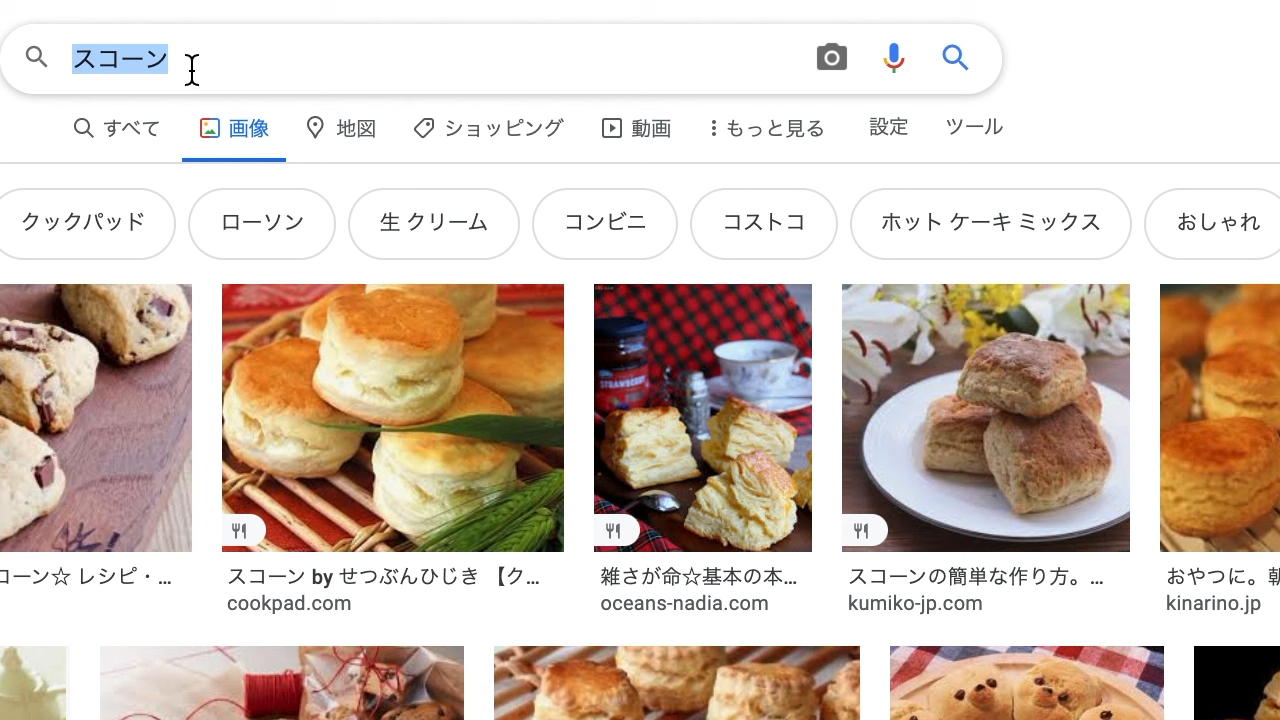 スコーン
すべて 画像 地図 ショッピング 動画 もっと見る 設定 ツール
クックパッド ローソン 生 クリーム コンビニ コストコ ホット ケーキ ミックス おしゃれ
STRAWBERRY
コーン☆ レシピ・... スコーン by せつぶんひじき 【ク... 雑さが命☆基本の本... スコーンの簡単な作り方。... おやつに。朝
cookpad.com oceans-nadia.com kumiko-jp.com kinarino.jp